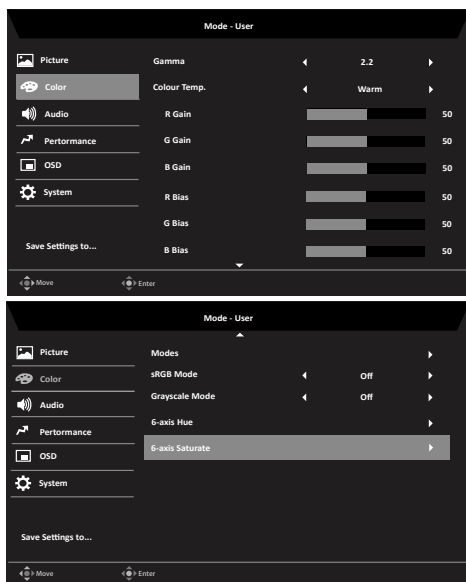 Mode - User
Picture
Gamma 2.2
Color
Colour Temp. Warm
Audio
R Gain 50
Pertormance
G Gain 50
OSD
B Gain 50
System
R Bias 50
G Bias 50
Save Settings to...
B Bias 50
Move Enter
Mode - User
Picture
Modes
Color
sRGB Mode Off
Audio
Grayscale Mode Off
Pertormance
6-axis Hue
OSD
6-axis Saturate
System
Save Settings to...
Move Enter